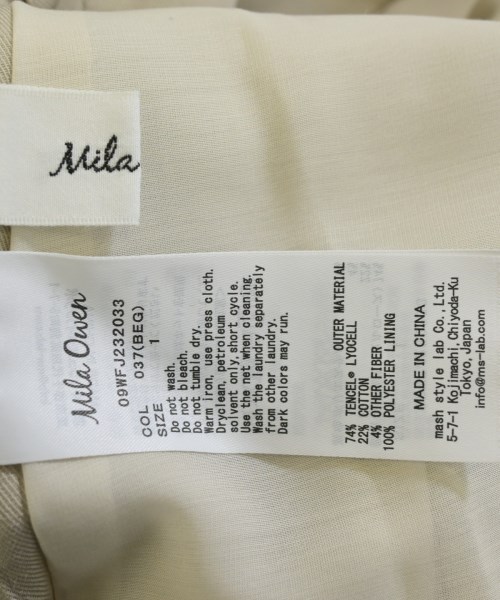 Mila
Mila Owen
09WFJ232033
COL 037(BEG)
SIZE 1
Do not wash.
Do not bleach.
Do not tumble dry.
Warm iron, use press cloth.
Dryclean, petroleum
solvent only, short cycle.
Use the net when cleaning.
Wash the laundry separately
from other laundry.
Dark colors may run.
OUTER MATERIAL
74% TENCEL® LYOCELL
22% COTTON
4% OTHER FIBER
100% POLYESTER LINING
MADE IN CHINA
mash style lab Co., Ltd.
5-7-1 Kojimachi, Chiyoda-Ku
Tokyo, Japan
info@ms-lab.com